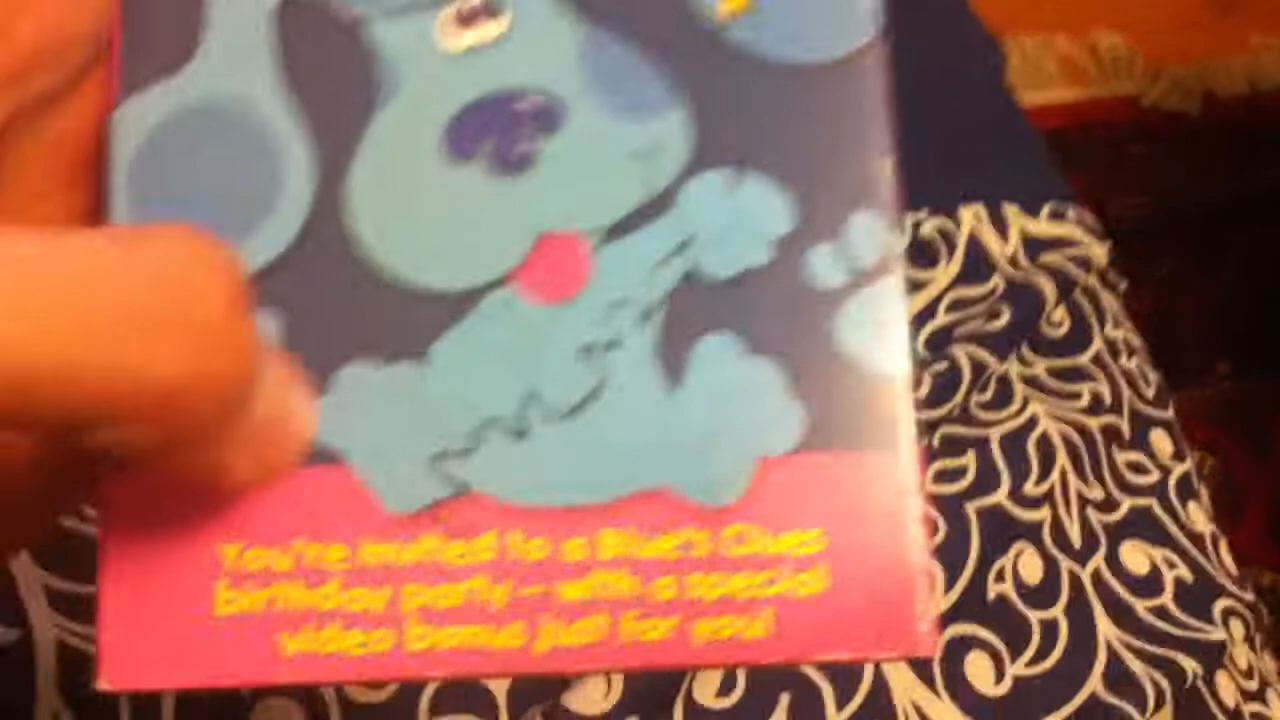 You're invited to a Blue's Clues
birthday party – with a special
video bonus just for you!